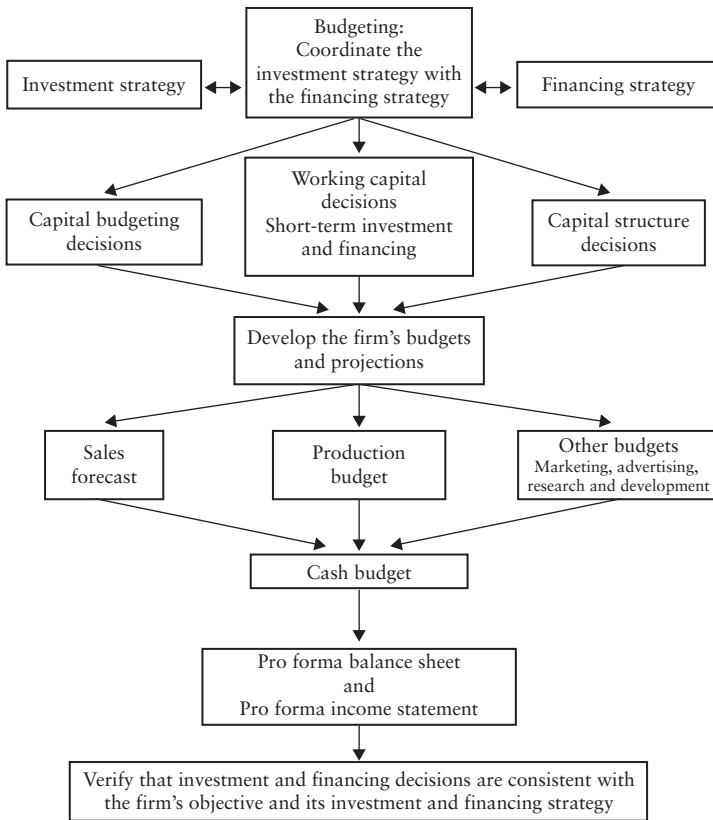 Budgeting:
Coordinate the
investment strategy with
the financing strategy
Investment strategy
Financing strategy
Capital budgeting
decisions
Working capital
decisions
Short-term investment
and financing
Capital structure
decisions
Develop the firm’s budgets
and projections
Sales
forecast
Production
budget
Other budgets
Marketing, advertising,
research and development
Cash budget
Pro forma balance sheet
and
Pro forma income statement
Verify that investment and financing decisions are consistent with
the firm’s objective and its investment and financing strategy